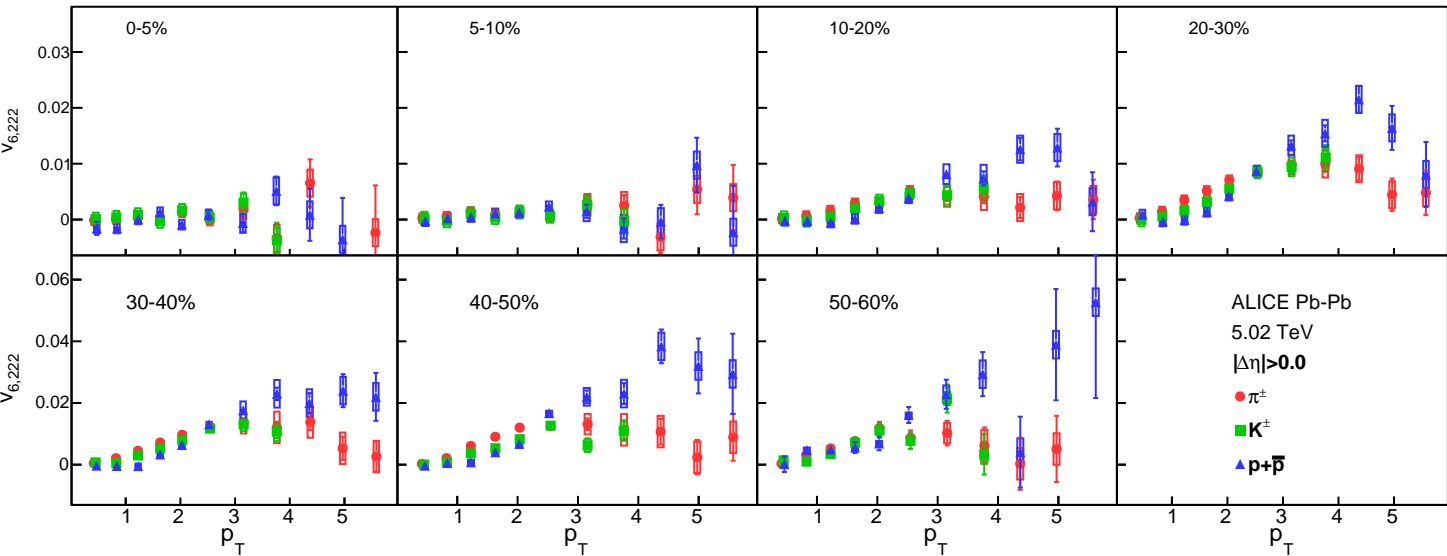 0-5%
5-10%
10-20%
20-30%
0.03
0.02
0.01
0
v6,222
30-40%
40-50%
50-60%
0.06
0.04
0.02
0
v6,222
ALICE Pb-Pb
5.02 TeV
|Δη|>0.0
π±
K±
p+p̅
1 2 3 4 5
1 2 3 4 5
1 2 3 4 5
1 2 3 4 5
pT
pT
pT
pT